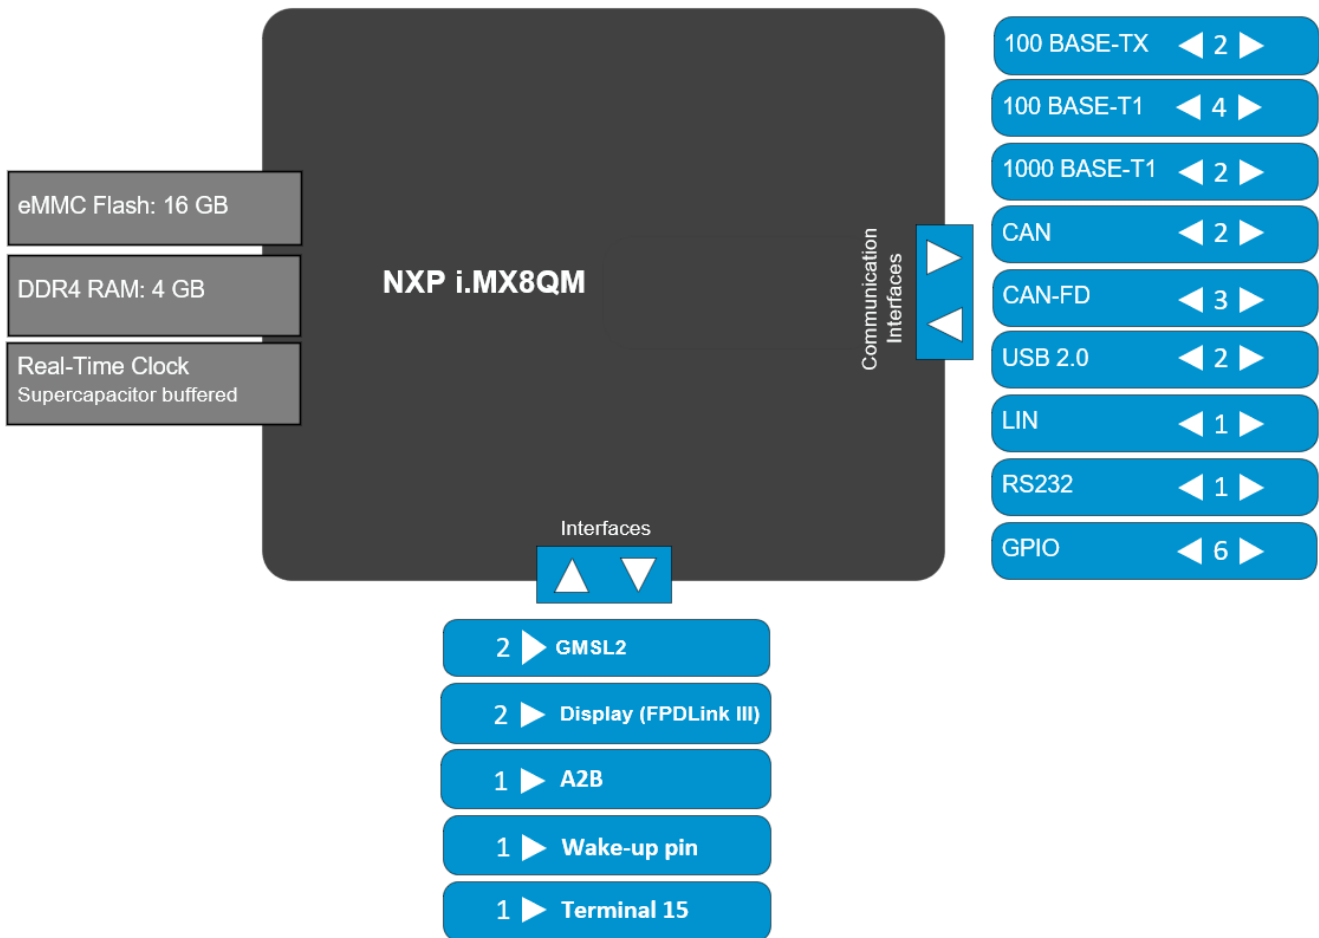 eMMC Flash: 16 GB
DDR4 RAM: 4 GB
Real-Time Clock
Supercapacitor buffered
NXP i.MX8QM
Communication
Interfaces
100 BASE-TX 2
100 BASE-T1 4
1000 BASE-T1 2
CAN 2
CAN-FD 3
USB 2.0 2
LIN 1
RS232 1
GPIO 6
Interfaces
2 GMSL2
2 Display (FPDLink III)
1 A2B
1 Wake-up pin
1 Terminal 15